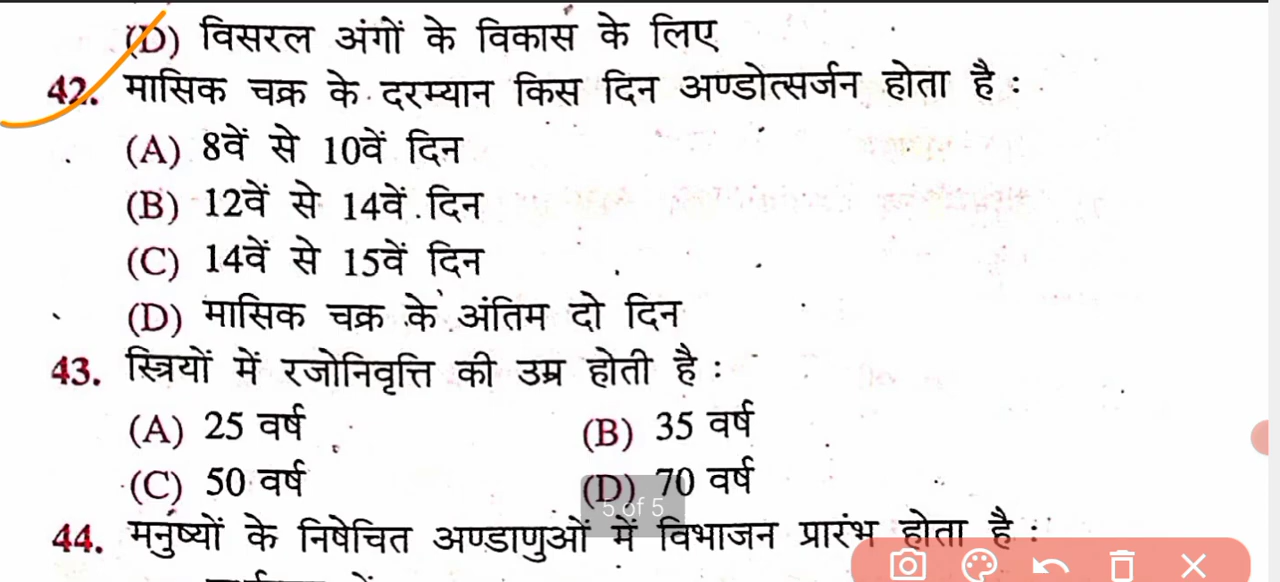 (D) विसरल अंगों के विकास के लिए
42. मासिक चक्र के दरम्यान किस दिन अण्डोत्सर्जन होता है :
(A) 8वें से 10वें दिन
(B) 12वें से 14वें दिन
(C) 14वें से 15वें दिन
(D) मासिक चक्र के अंतिम दो दिन
43. स्त्रियों में रजोनिवृत्ति की उम्र होती है :
(A) 25 वर्ष (B) 35 वर्ष
(C) 50 वर्ष (D) 70 वर्ष
5 of 5
44. मनुष्यों के निषेचित अण्डाणुओं में विभाजन प्रारंभ होता है :